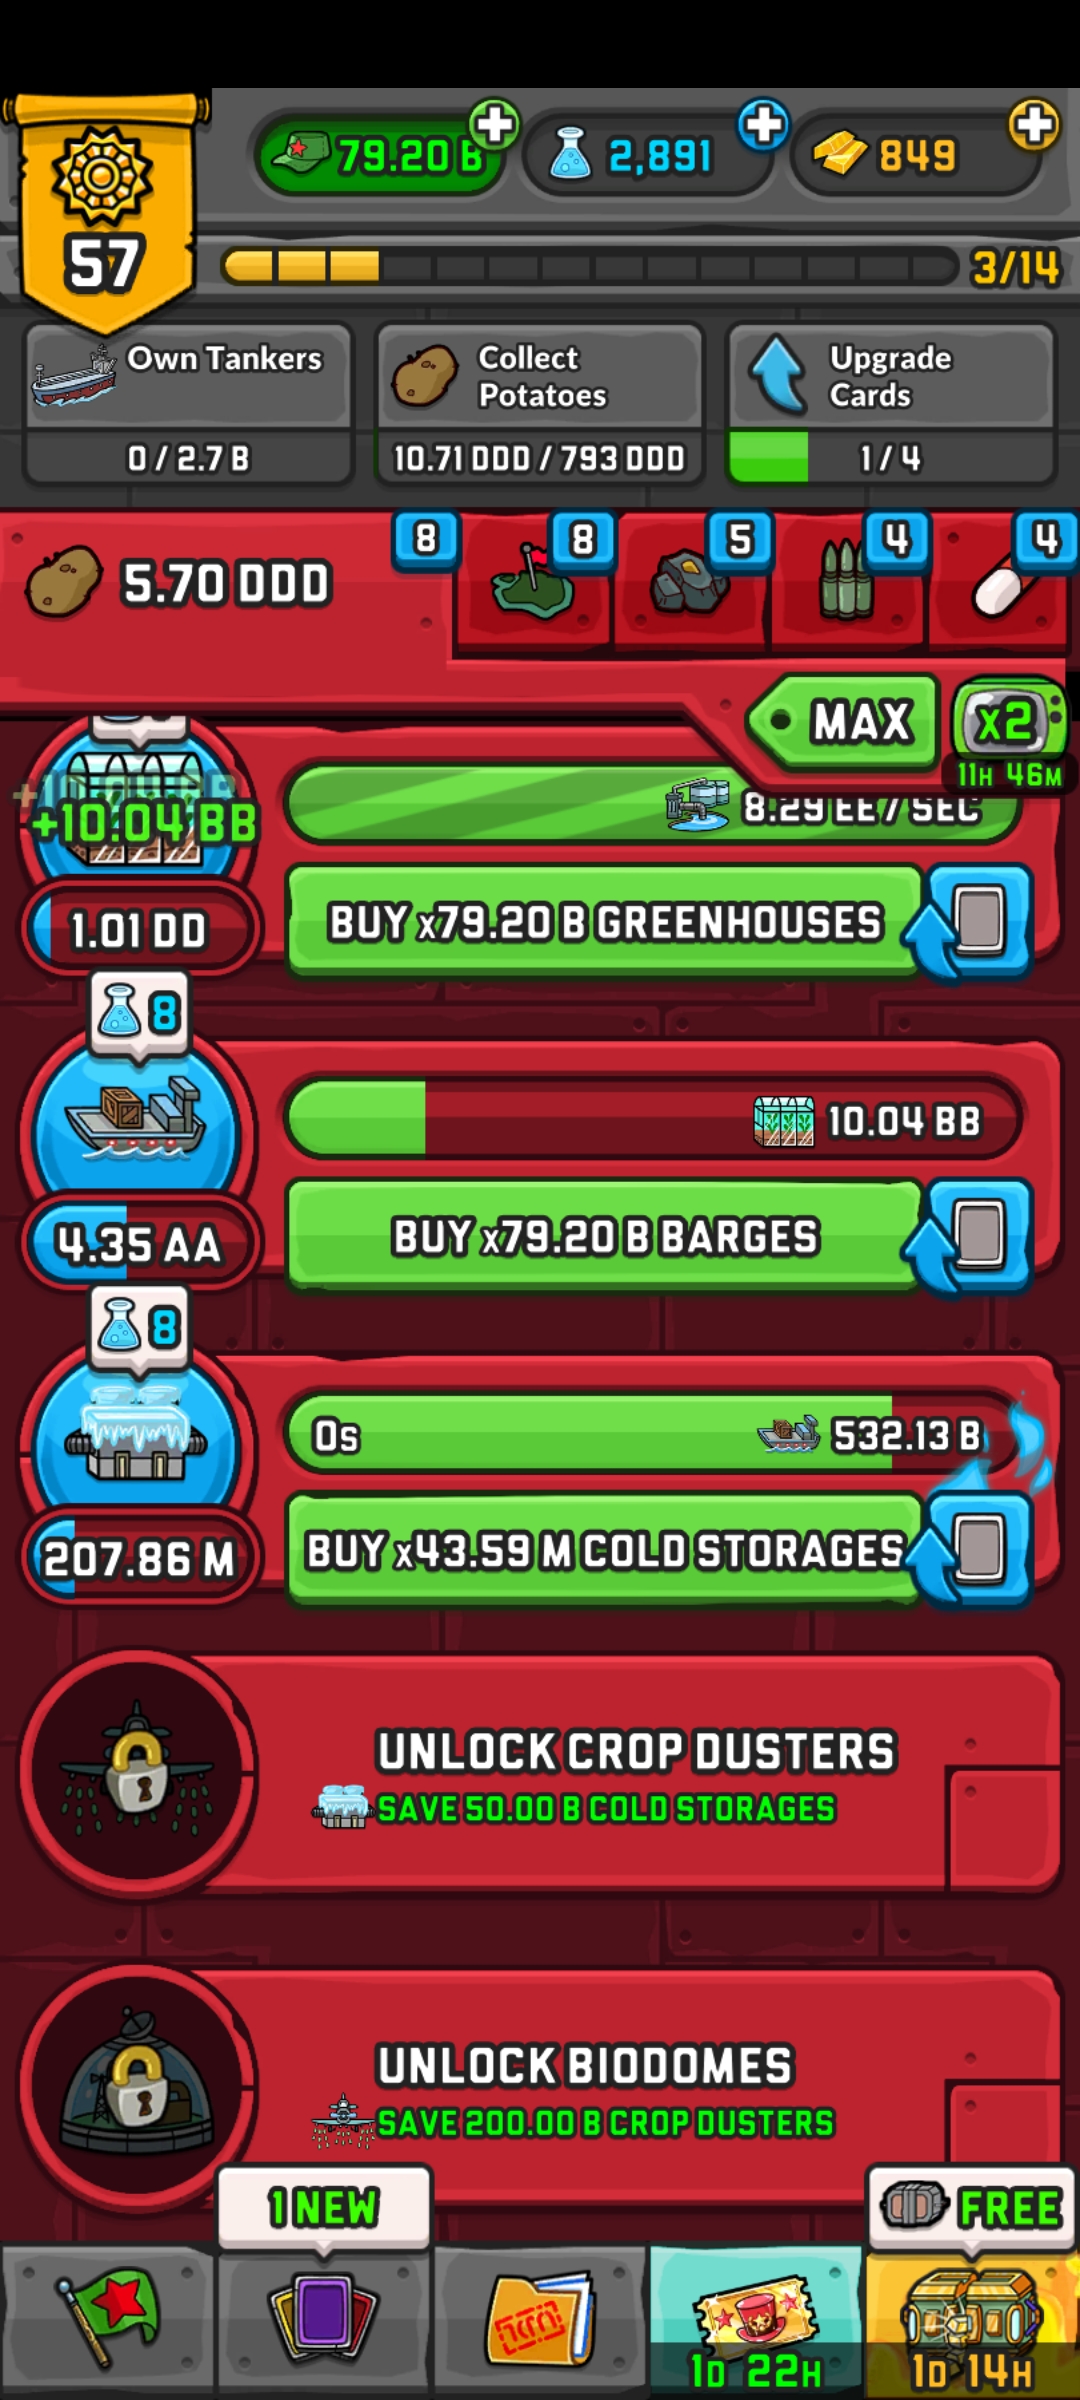 79.20 B
2,891
849
57
3/14
Own Tankers
0 / 2.7 B
Collect
Potatoes
10.71 DDD / 793 DDD
Upgrade
Cards
1 / 4
5.70 DDD
8
8
5
4
4
MAX
x2
11H 46M
+10.04 BB
8.29 EE / SEC
1.01 DD
BUY x79.20 B GREENHOUSES
8
10.04 BB
4.35 AA
BUY x79.20 B BARGES
8
0s
532.13 B
207.86 M
BUY x43.59 M COLD STORAGES
UNLOCK CROP DUSTERS
SAVE 50.00 B COLD STORAGES
UNLOCK BIODOMES
SAVE 200.00 B CROP DUSTERS
1 NEW
FREE
1D 22H
1D 14H